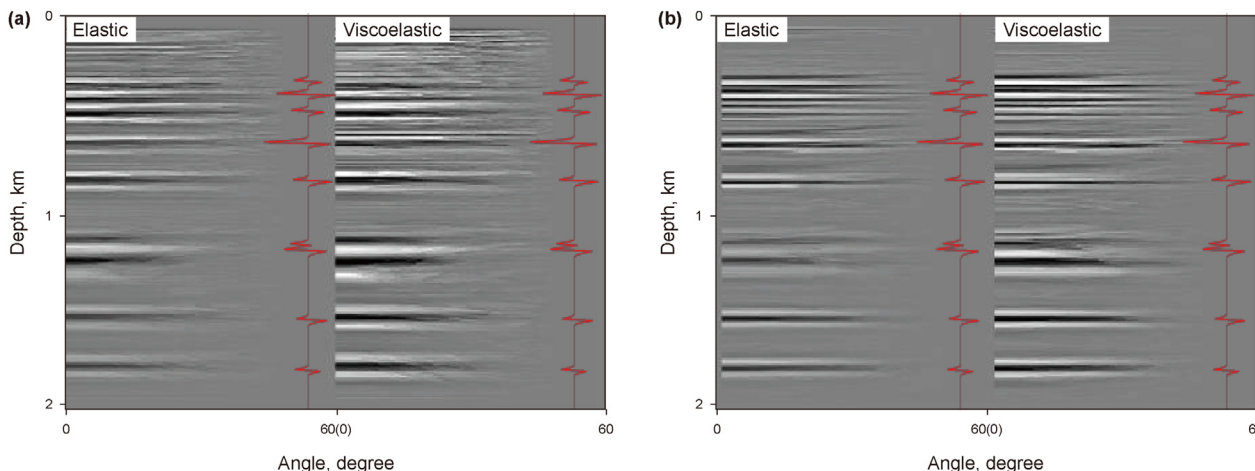 (a)
0
Elastic
Viscoelastic
1
2
Depth, km
0
60(0)
60
Angle, degree
(b)
0
Elastic
Viscoelastic
1
2
Depth, km
0
60(0)
Angle, degree